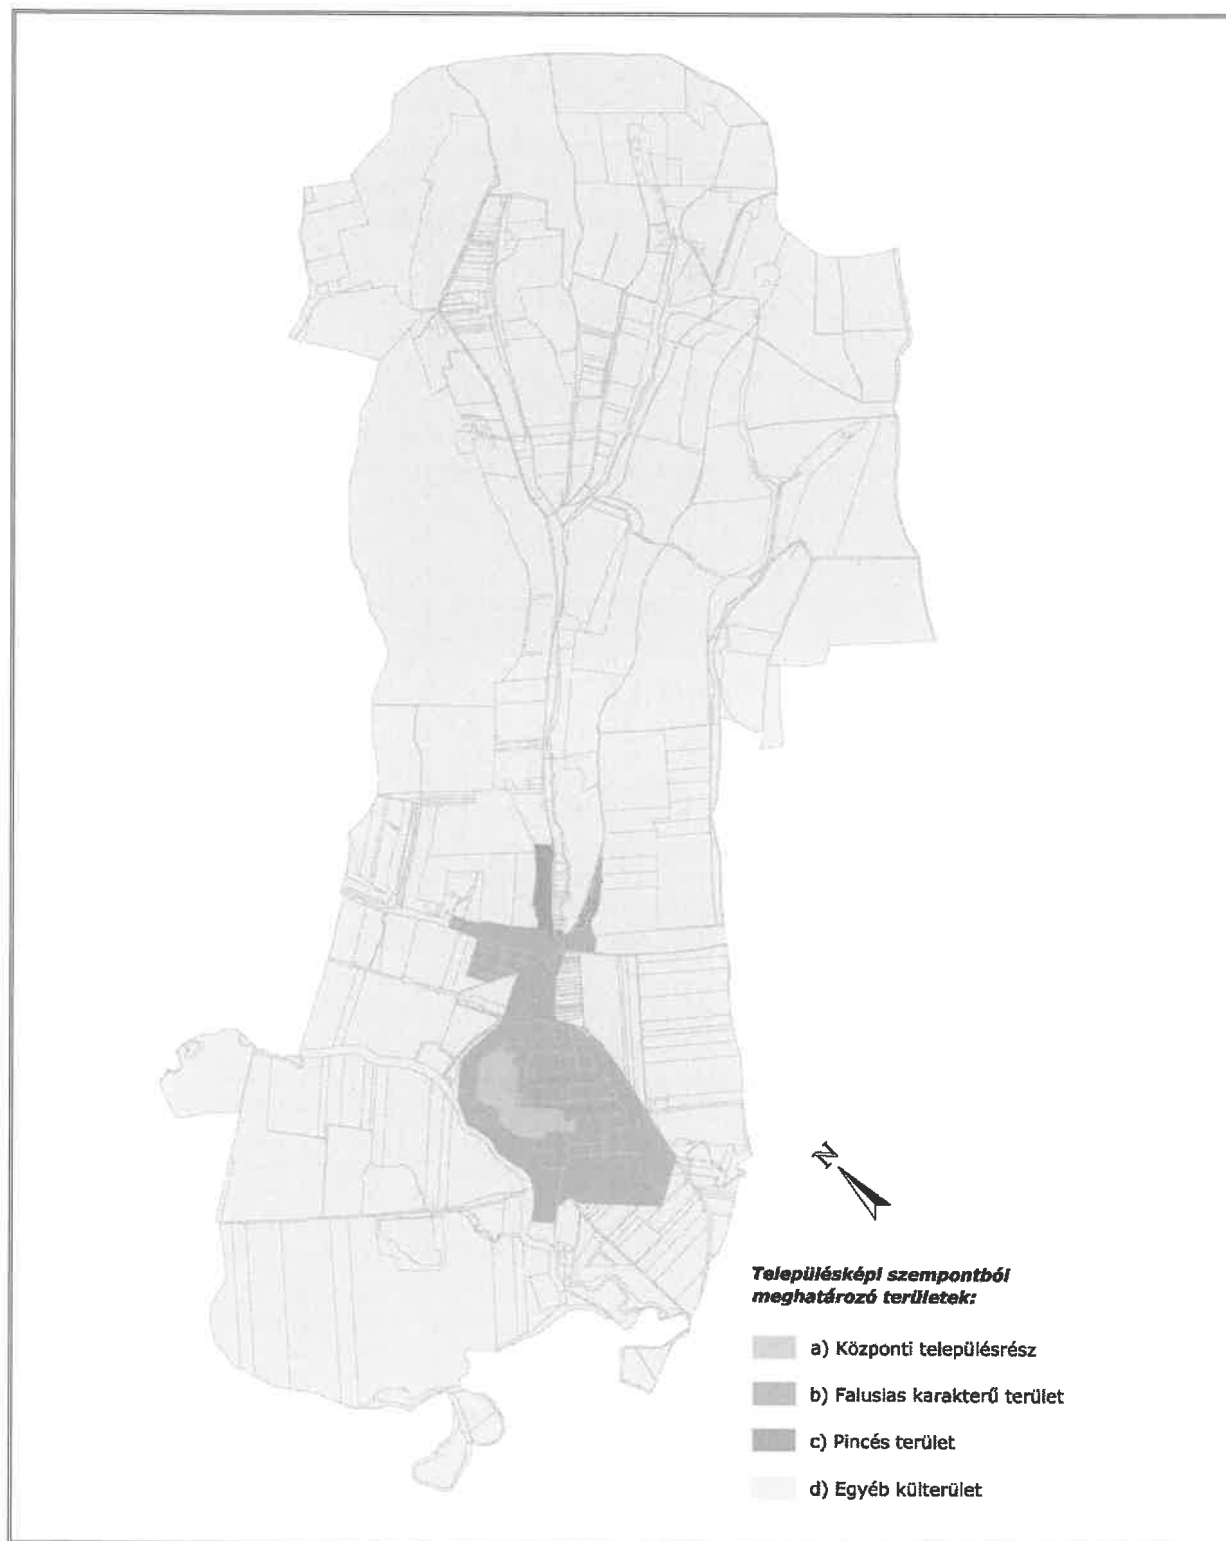 N
Településképi szempontból
meghatározó területek:
a) Központi településrész
b) Falusias karakterű terület
c) Pincés terület
d) Egyéb külterület